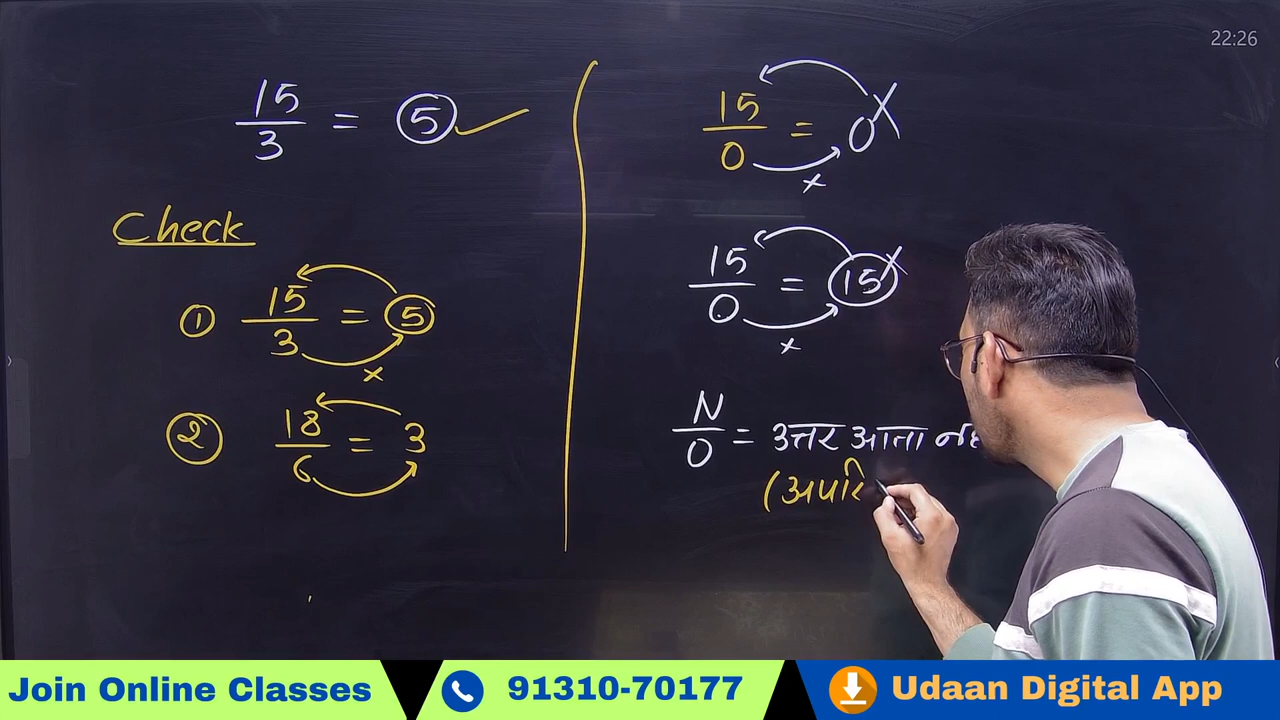 22:26
15/3 = 5 ✓
Check
① 15/3 = 5
×
② 18/6 = 3
15/0 = 0 ×
×
15/0 = 15 ×
×
N/0 = उत्तर आता
(अपरि
Join Online Classes
91310-70177
Udaan Digital App